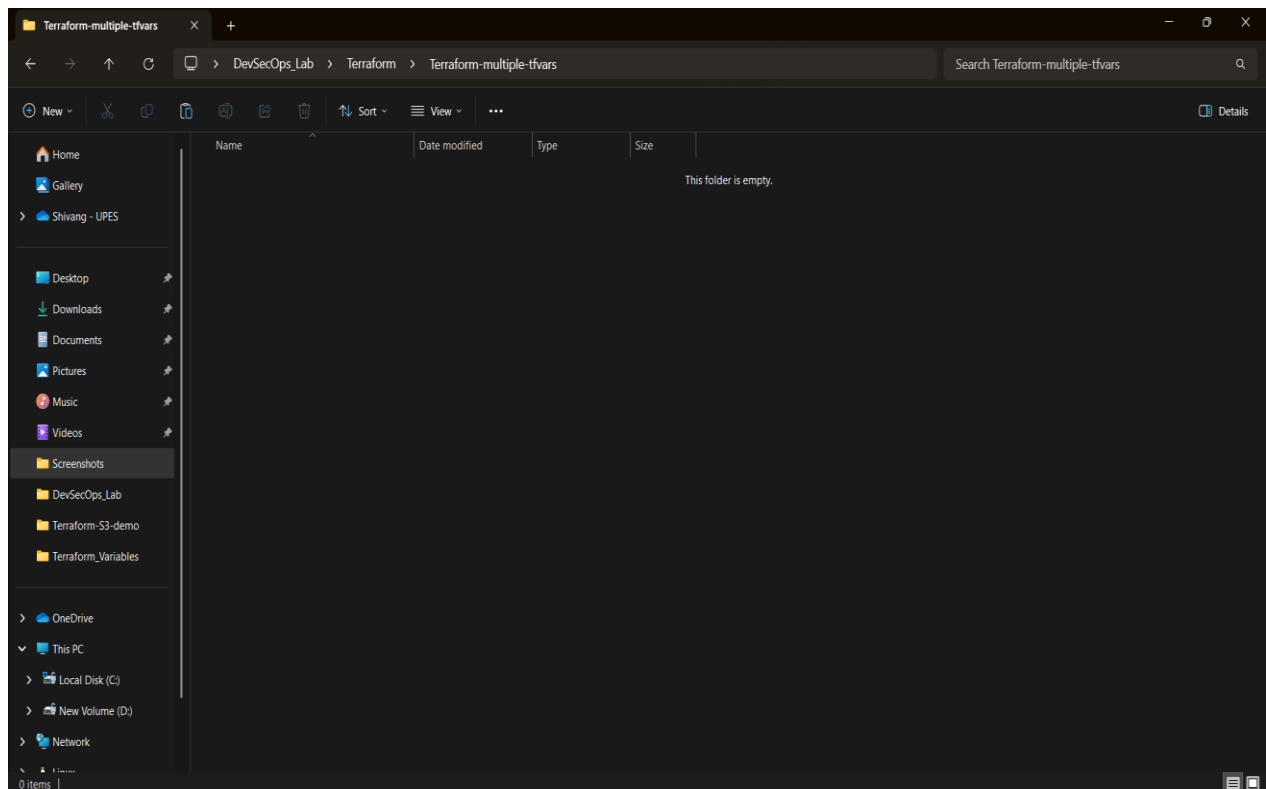 Terraform-multiple-tfvars
DevSecOps_Lab > Terraform > Terraform-multiple-tfvars
Search Terraform-multiple-tfvars
New
Sort
View
Details
Name Date modified Type Size
This folder is empty.
Home
Gallery
Shivang - UPES
Desktop
Downloads
Documents
Pictures
Music
Videos
Screenshots
DevSecOps_Lab
Terraform-S3-demo
Terraform_Variables
OneDrive
This PC
Local Disk (C:)
New Volume (D:)
Network
Linux
0 items